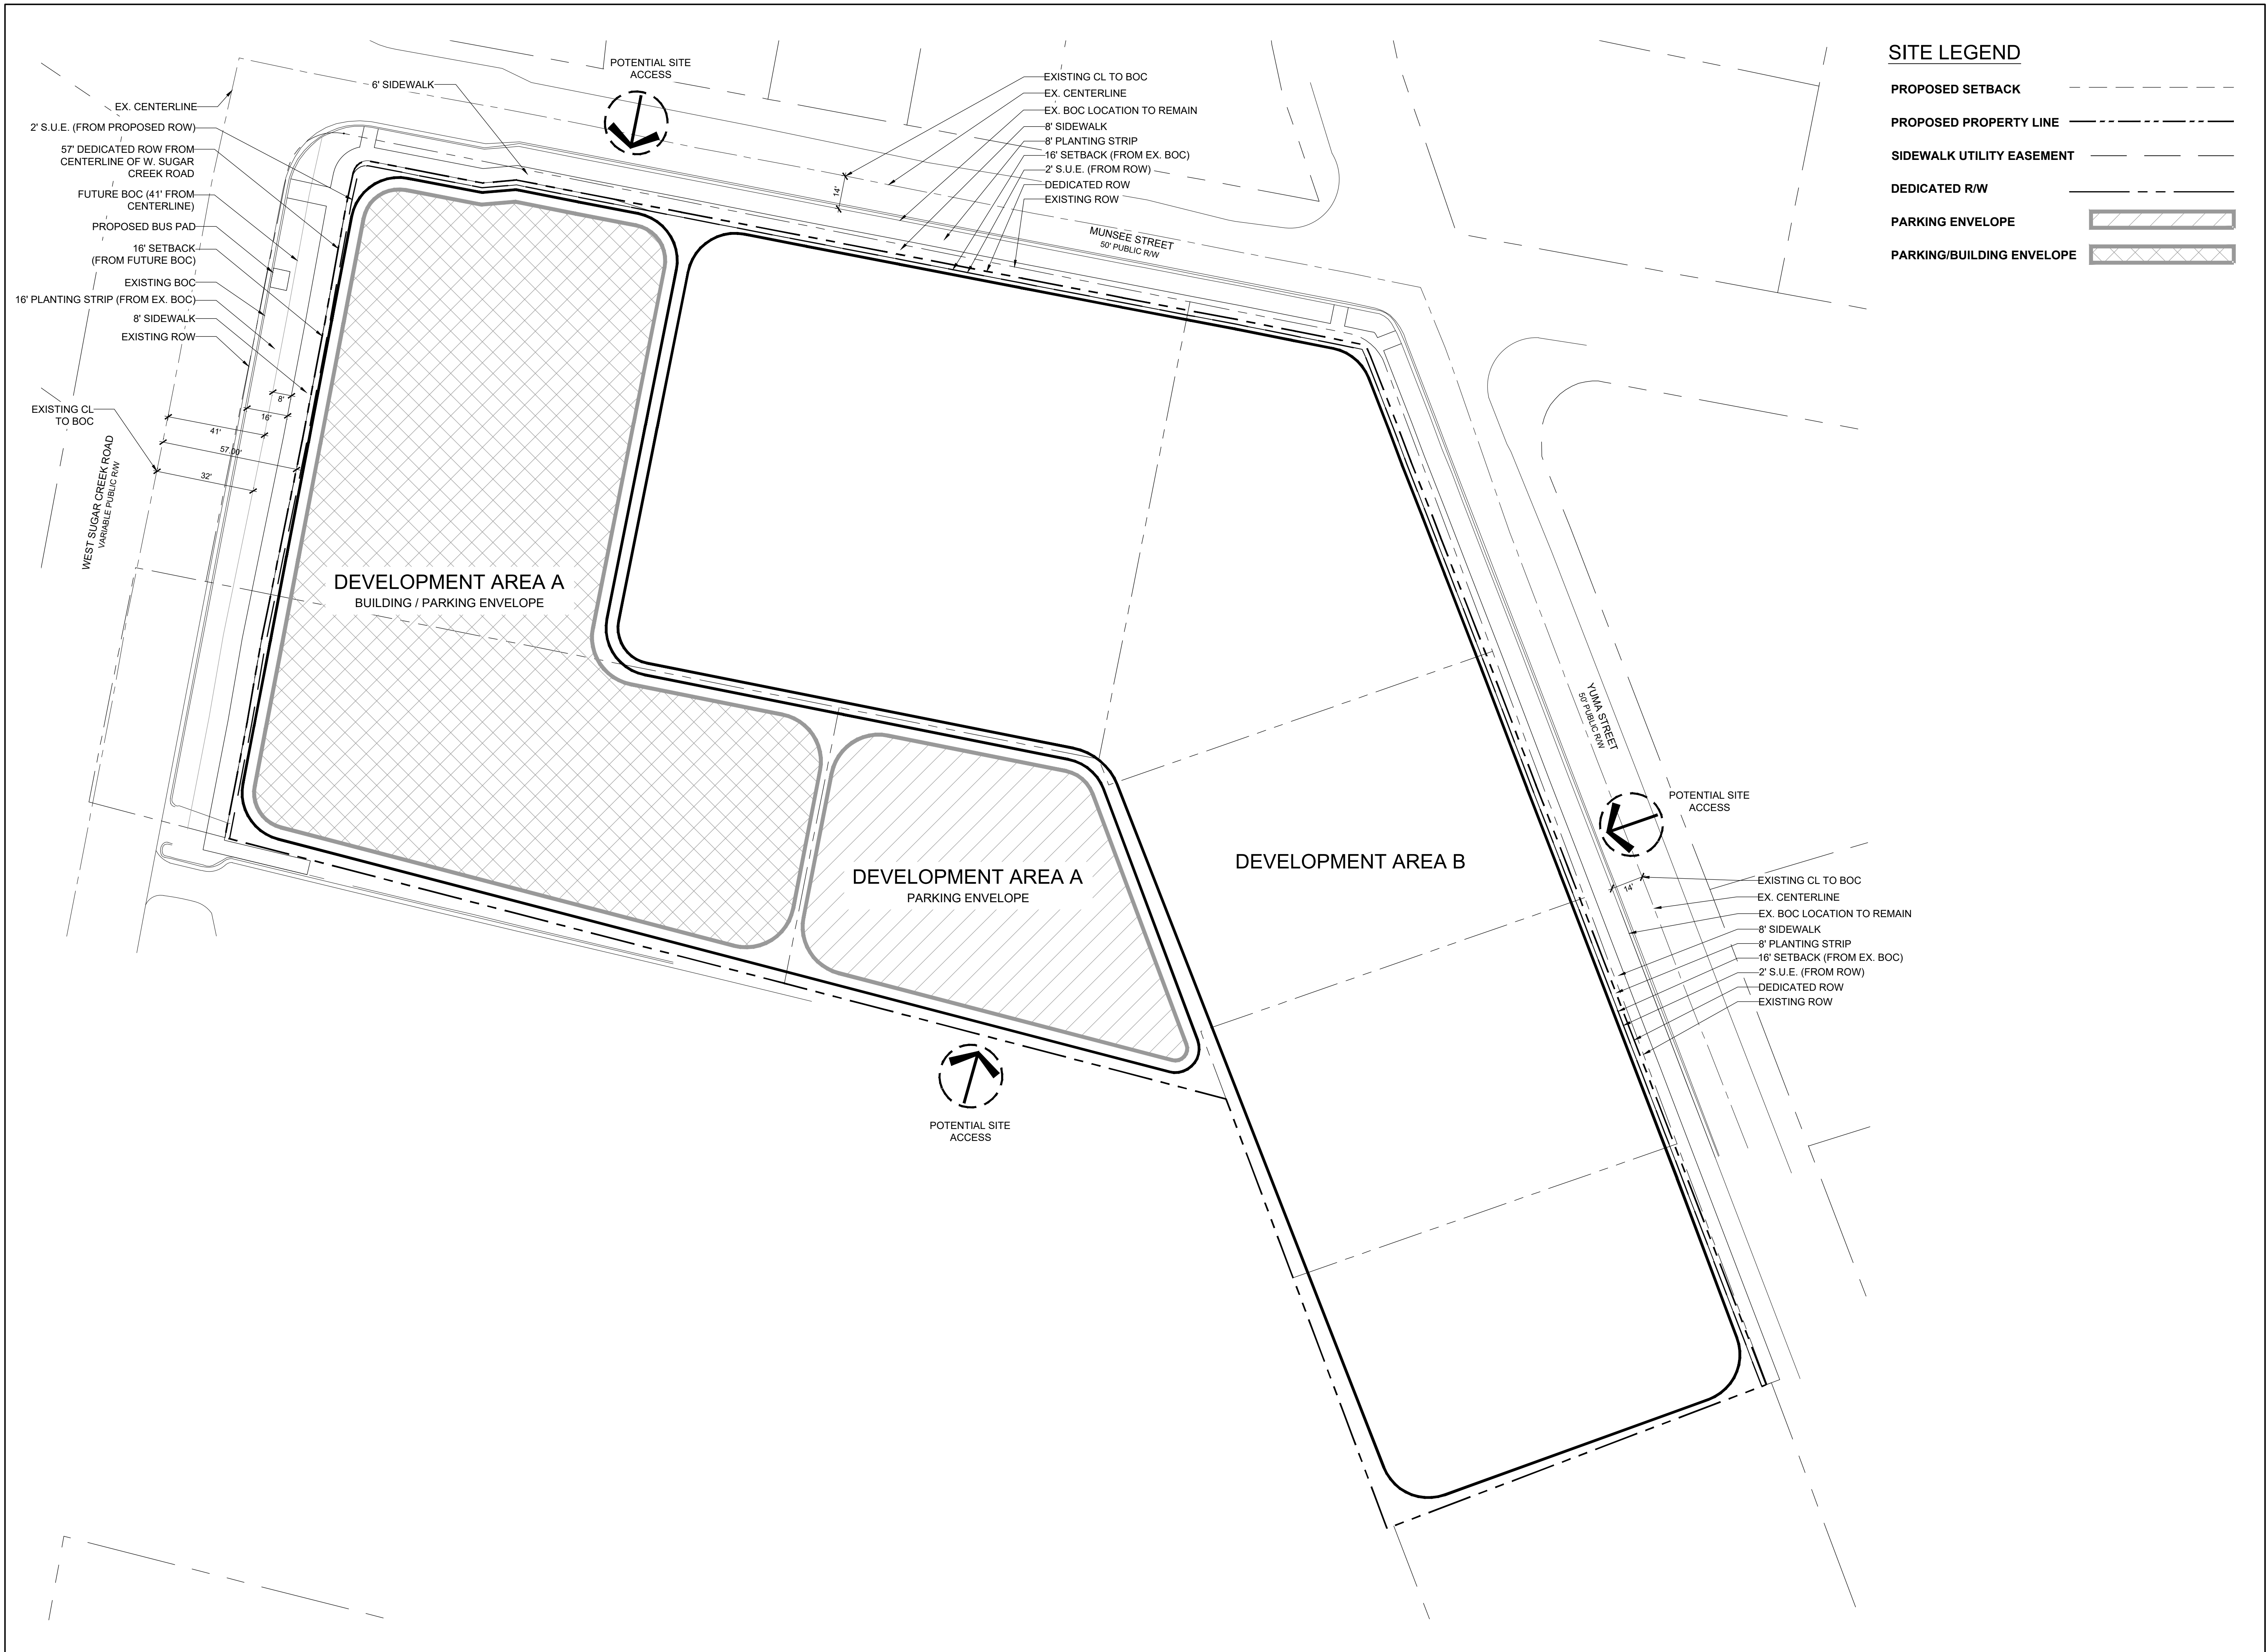 SITE LEGEND
PROPOSED SETBACK
PROPOSED PROPERTY LINE
SIDEWALK UTILITY EASEMENT
DEDICATED R/W
PARKING ENVELOPE
PARKING/BUILDING ENVELOPE
POTENTIAL SITE
ACCESS
6' SIDEWALK
EX. CENTERLINE
2' S.U.E. (FROM PROPOSED ROW)
57' DEDICATED ROW FROM
CENTERLINE OF W. SUGAR
CREEK ROAD
FUTURE BOC (41' FROM
CENTERLINE)
PROPOSED BUS PAD
16' SETBACK
(FROM FUTURE BOC)
EXISTING BOC
16' PLANTING STRIP (FROM EX. BOC)
8' SIDEWALK
EXISTING ROW
EXISTING CL
TO BOC
8'
16'
41'
57.00'
32'
WEST SUGAR CREEK ROAD
VARIABLE PUBLIC R/W
EXISTING CL TO BOC
EX. CENTERLINE
EX. BOC LOCATION TO REMAIN
8' SIDEWALK
8' PLANTING STRIP
16' SETBACK (FROM EX. BOC)
2' S.U.E. (FROM ROW)
DEDICATED ROW
EXISTING ROW
14'
MUNSEE STREET
50' PUBLIC R/W
DEVELOPMENT AREA A
BUILDING / PARKING ENVELOPE
DEVELOPMENT AREA A
PARKING ENVELOPE
DEVELOPMENT AREA B
YUMA STREET
50' PUBLIC R/W
POTENTIAL SITE
ACCESS
14'
EXISTING CL TO BOC
EX. CENTERLINE
EX. BOC LOCATION TO REMAIN
8' SIDEWALK
8' PLANTING STRIP
16' SETBACK (FROM EX. BOC)
2' S.U.E. (FROM ROW)
DEDICATED ROW
EXISTING ROW
POTENTIAL SITE
ACCESS